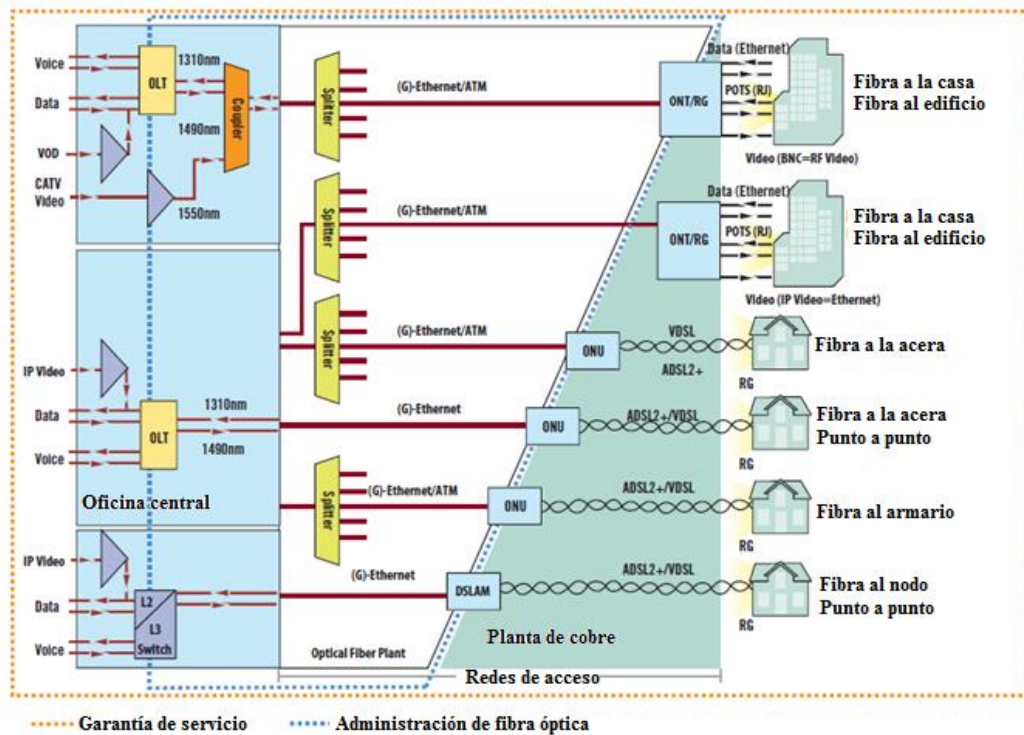 Voice
Data
VOD
CATV
Video
OLT
1310nm
1490nm
1550nm
Coupler
Splitter
(G)-Ethernet/ATM
ONT/RG
Data (Ethernet)
POTS (RJ)
Video (BNC=RF Video)
Fibra a la casa
Fibra al edificio
Splitter
(G)-Ethernet/ATM
ONT/RG
Data (Ethernet)
POTS (RJ)
Video (IP Video=Ethernet)
Fibra a la casa
Fibra al edificio
Splitter
(G)-Ethernet/ATM
ONU
VDSL
ADSL2+
RG
Fibra a la acera
IP Video
Data
Voice
OLT
1310nm
1490nm
Oficina central
(G)-Ethernet
ONU
ADSL2+/VDSL
RG
Fibra a la acera
Punto a punto
Splitter
(G)-Ethernet/ATM
ONU
ADSL2+/VDSL
RG
Fibra al armario
IP Video
Data
Voice
L2
L3
Switch
(G)-Ethernet
DSLAM
ADSL2+/VDSL
RG
Fibra al nodo
Punto a punto
Optical Fiber Plant
Planta de cobre
Redes de acceso
Garantía de servicio
Administración de fibra óptica